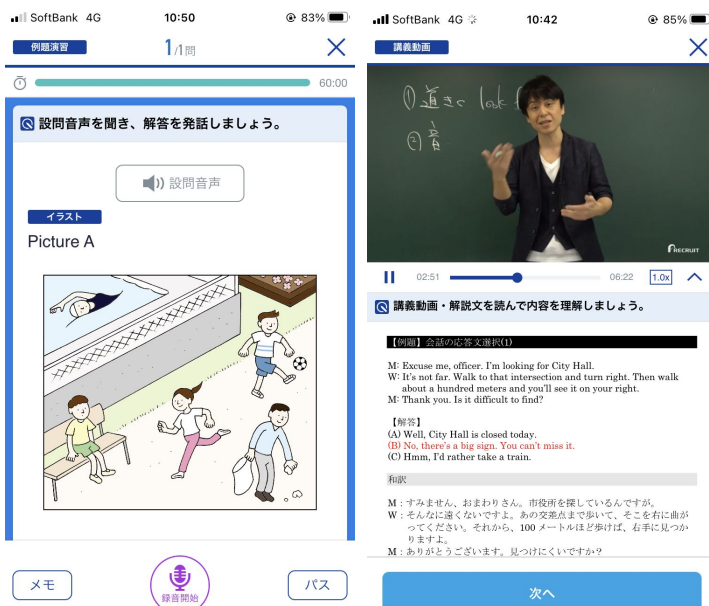 SoftBank 4G 10:50 83%
例題演習 1/1問
60:00
設問音声を聞き、解答を発話しましょう。
設問音声
イラスト
Picture A
メモ
録音開始
パス
SoftBank 4G 10:42 85%
講義動画
①道きく look f
②音
RECRUIT
02:51 06:22 1.0x
講義動画・解説文を読んで内容を理解しましょう。
【例題】会話の応答文選択(1)
M: Excuse me, officer. I'm looking for City Hall.
W: It's not far. Walk to that intersection and turn right. Then walk
about a hundred meters and you'll see it on your right.
M: Thank you. Is it difficult to find?
【解答】
(A) Well, City Hall is closed today.
(B) No, there's a big sign. You can't miss it.
(C) Hmm, I'd rather take a train.
和訳
M：すみません、おまわりさん。市役所を探しているんですが。
W：そんなに遠くないですよ。あの交差点まで歩いて、そこを右に曲が
ってください。それから、100 メートルほど歩けば、右手に見つか
りますよ。
M：ありがとうございます。見つけにくいですか？
次へ